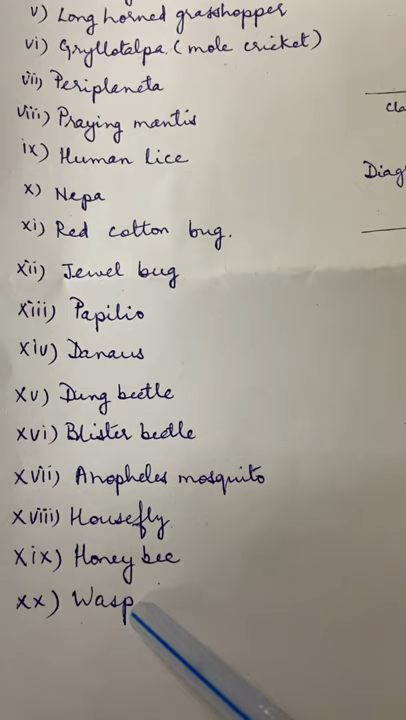 v) Long horned grasshopper
vi) Gryllotalpa (mole cricket)
vii) Periplaneta
viii) Praying mantis
Cla
ix) Human lice
Diag
x) Nepa
xi) Red cotton bug.
xii) Jewel bug
xiii) Papilio
xiv) Danaus
xv) Dung beetle
xvi) Blister beetle
xvii) Anopheles mosquito
xviii) Housefly
xix) Honey bee
xx) Wasp